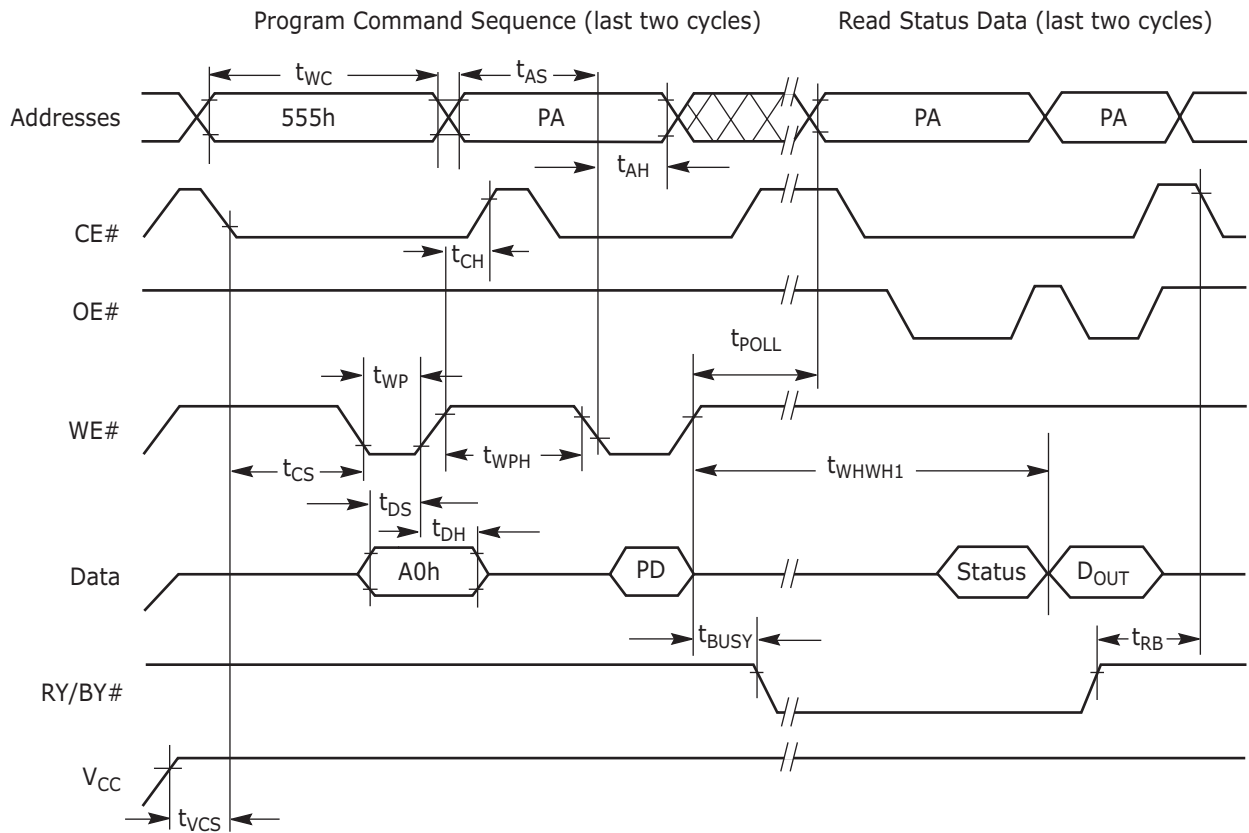 Program Command Sequence (last two cycles) Read Status Data (last two cycles)
tWC tAS
Addresses 555h PA PA PA
tAH
CE#
tCH
OE#
tPOLL
tWP
WE#
tWPH
tCS tWHWH1
tDS
tDH
Data A0h PD Status DOUT
tBUSY tRB
RY/BY#
VCC
tVCS